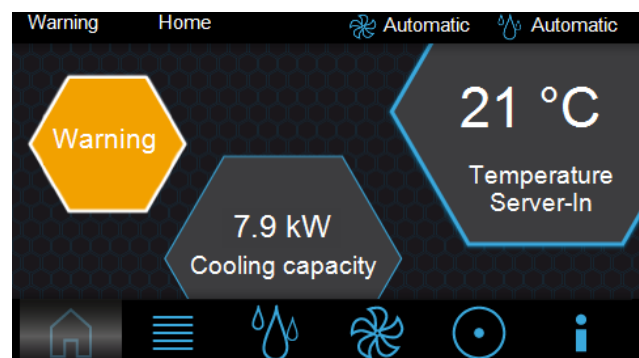 Warning Home Automatic Automatic
Warning
21 °C
Temperature
Server-In
7.9 kW
Cooling capacity